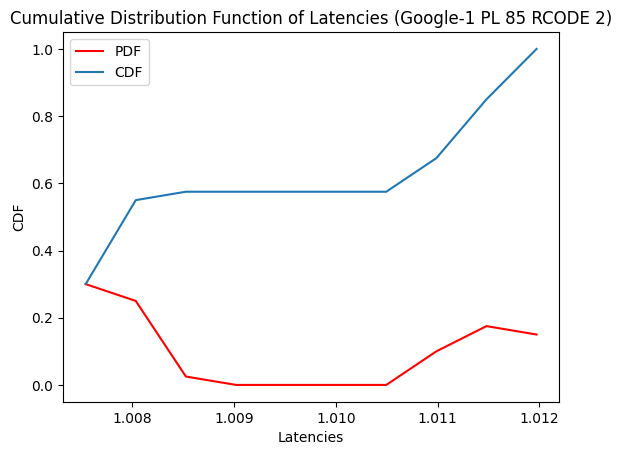 Cumulative Distribution Function of Latencies (Google-1 PL 85 RCODE 2)
PDF
CDF
1.0
0.8
0.6
0.4
0.2
0.0
CDF
1.008 1.009 1.010 1.011 1.012
Latencies